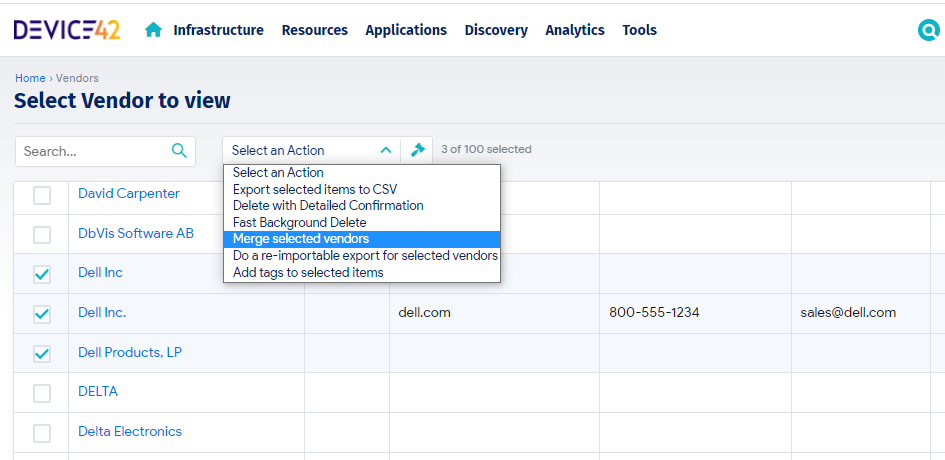 DEVICE42 Infrastructure Resources Applications Discovery Analytics Tools
Home › Vendors
Select Vendor to view
Search... Select an Action 3 of 100 selected
Select an Action
Export selected items to CSV
Delete with Detailed Confirmation
Fast Background Delete
Merge selected vendors
Do a re-importable export for selected vendors
Add tags to selected items
David Carpenter
DbVis Software AB
Dell Inc
Dell Inc. dell.com 800-555-1234 sales@dell.com
Dell Products, LP
DELTA
Delta Electronics